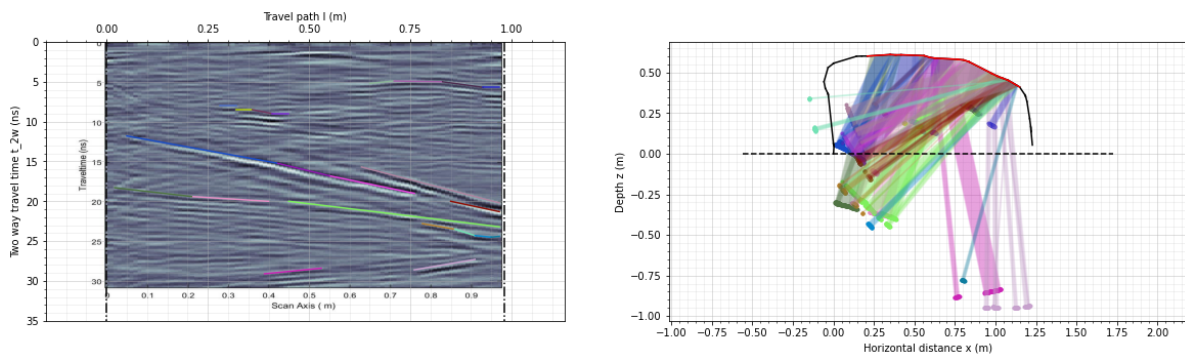 Travel path l (m)
0.00 0.25 0.50 0.75 1.00
Two way travel time t_2w (ns)
0
5
10
15
20
25
30
35
Traveltime (ns)
0
5
10
15
20
25
30
0 0.1 0.2 0.3 0.4 0.5 0.6 0.7 0.8 0.9
Scan Axis ( m)
Depth z (m)
0.50
0.25
0.00
−0.25
−0.50
−0.75
−1.00
−1.00 −0.75 −0.50 −0.25 0.00 0.25 0.50 0.75 1.00 1.25 1.50 1.75 2.00
Horizontal distance x (m)